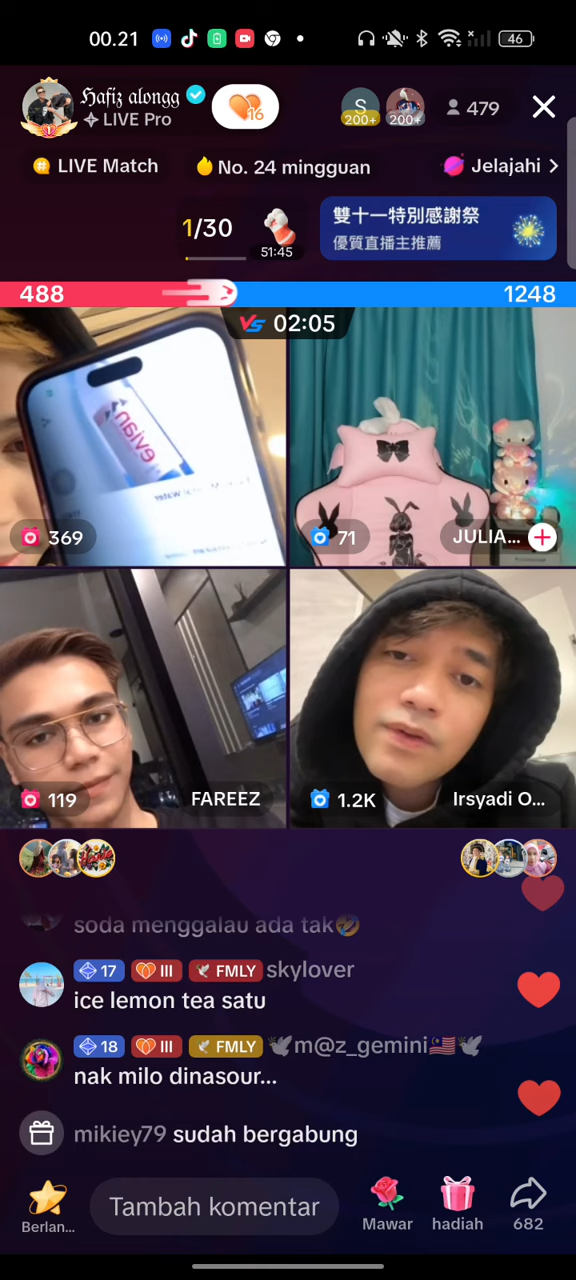 00.21
46
Hafiz alongg
LIVE Pro
16
S
200+
200+
479
LIVE Match
No. 24 mingguan
Jelajahi
1/30
51:45
雙十一特別感謝祭
優質直播主推薦
488
1248
VS 02:05
evian
369
71
JULIA...
119
FAREEZ
1.2K
Irsyadi O...
soda menggalau ada tak🤣
17 III FMLY skylover
ice lemon tea satu
18 III FMLY 🕊️m@z_gemini🇲🇾🕊️
nak milo dinasour...
mikiey79 sudah bergabung
Berlan...
Tambah komentar
Mawar
hadiah
682